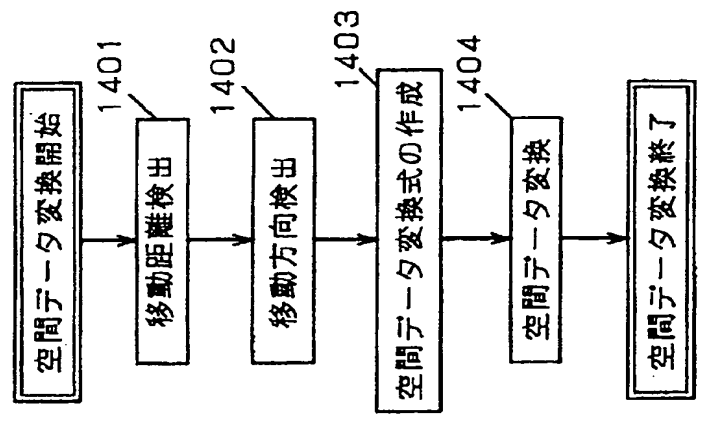 空間データ変換開始
1401
移動距離検出
1402
移動方向検出
1403
空間データ変換式の作成
1404
空間データ変換
空間データ変換終了